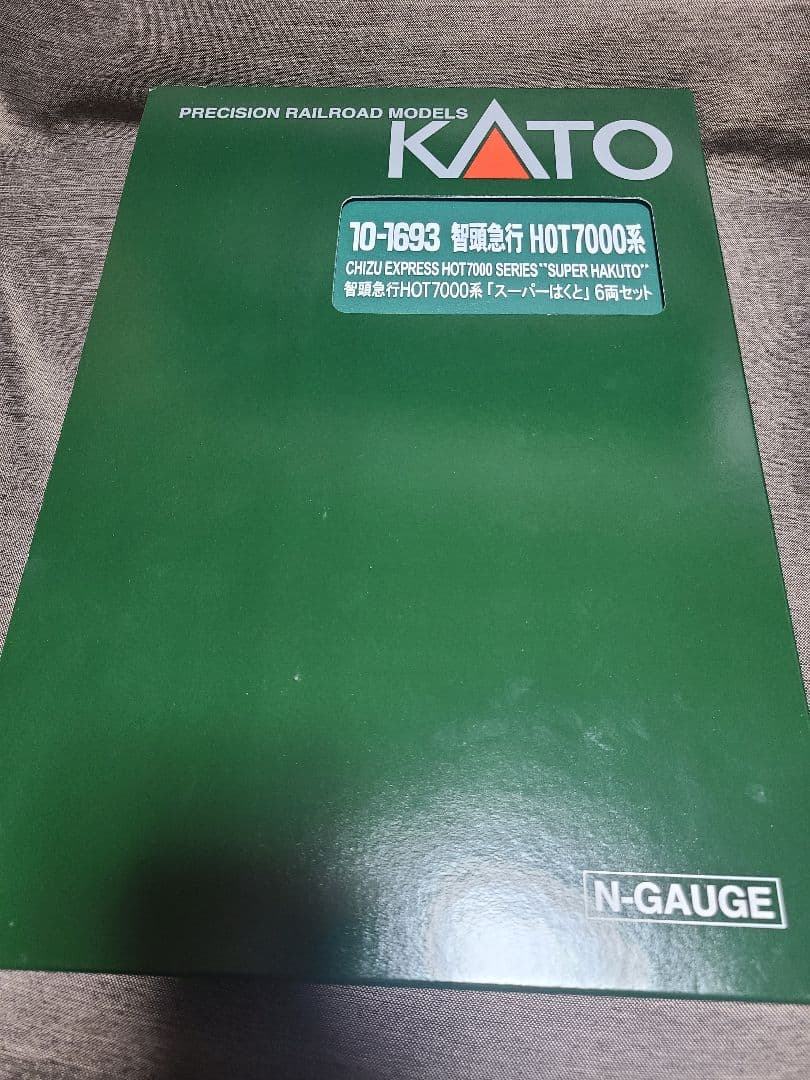 PRECISION RAILROAD MODELS
KATO
10-1693 智頭急行 HOT7000系
CHIZU EXPRESS HOT7000 SERIES "SUPER HAKUTO"
智頭急行HOT7000系「スーパーはくと」6両セット
N-GAUGE